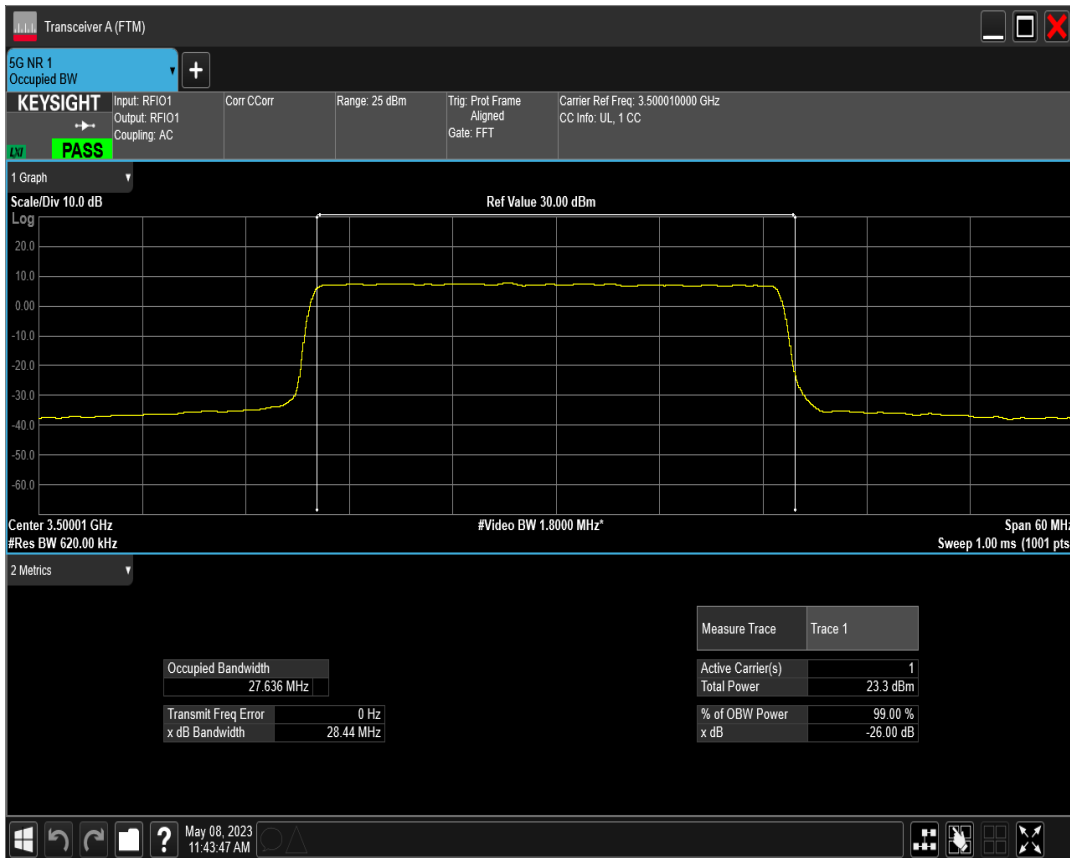 Transceiver A (FTM)
5G NR 1
Occupied BW
+
KEYSIGHT
LXI
PASS
Input: RFIO1
Output: RFIO1
Coupling: AC
Corr CCorr
Range: 25 dBm
Trig: Prot Frame
Aligned
Gate: FFT
Carrier Ref Freq: 3.500010000 GHz
CC Info: UL, 1 CC
1 Graph
Scale/Div 10.0 dB
Ref Value 30.00 dBm
Log
20.0
10.0
0.00
-10.0
-20.0
-30.0
-40.0
-50.0
-60.0
Center 3.50001 GHz
#Video BW 1.8000 MHz*
Span 60 MHz
#Res BW 620.00 kHz
Sweep 1.00 ms (1001 pts
2 Metrics
Measure Trace Trace 1
Occupied Bandwidth
27.636 MHz
Active Carrier(s) 1
Total Power 23.3 dBm
Transmit Freq Error 0 Hz
x dB Bandwidth 28.44 MHz
% of OBW Power 99.00 %
x dB -26.00 dB
?
May 08, 2023
11:43:47 AM